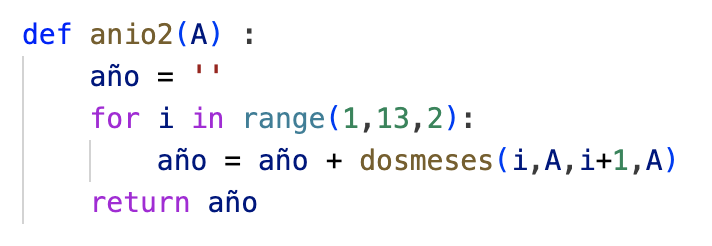 def anio2(A) :
    año = ''
    for i in range(1,13,2):
        año = año + dosmeses(i,A,i+1,A)
    return año